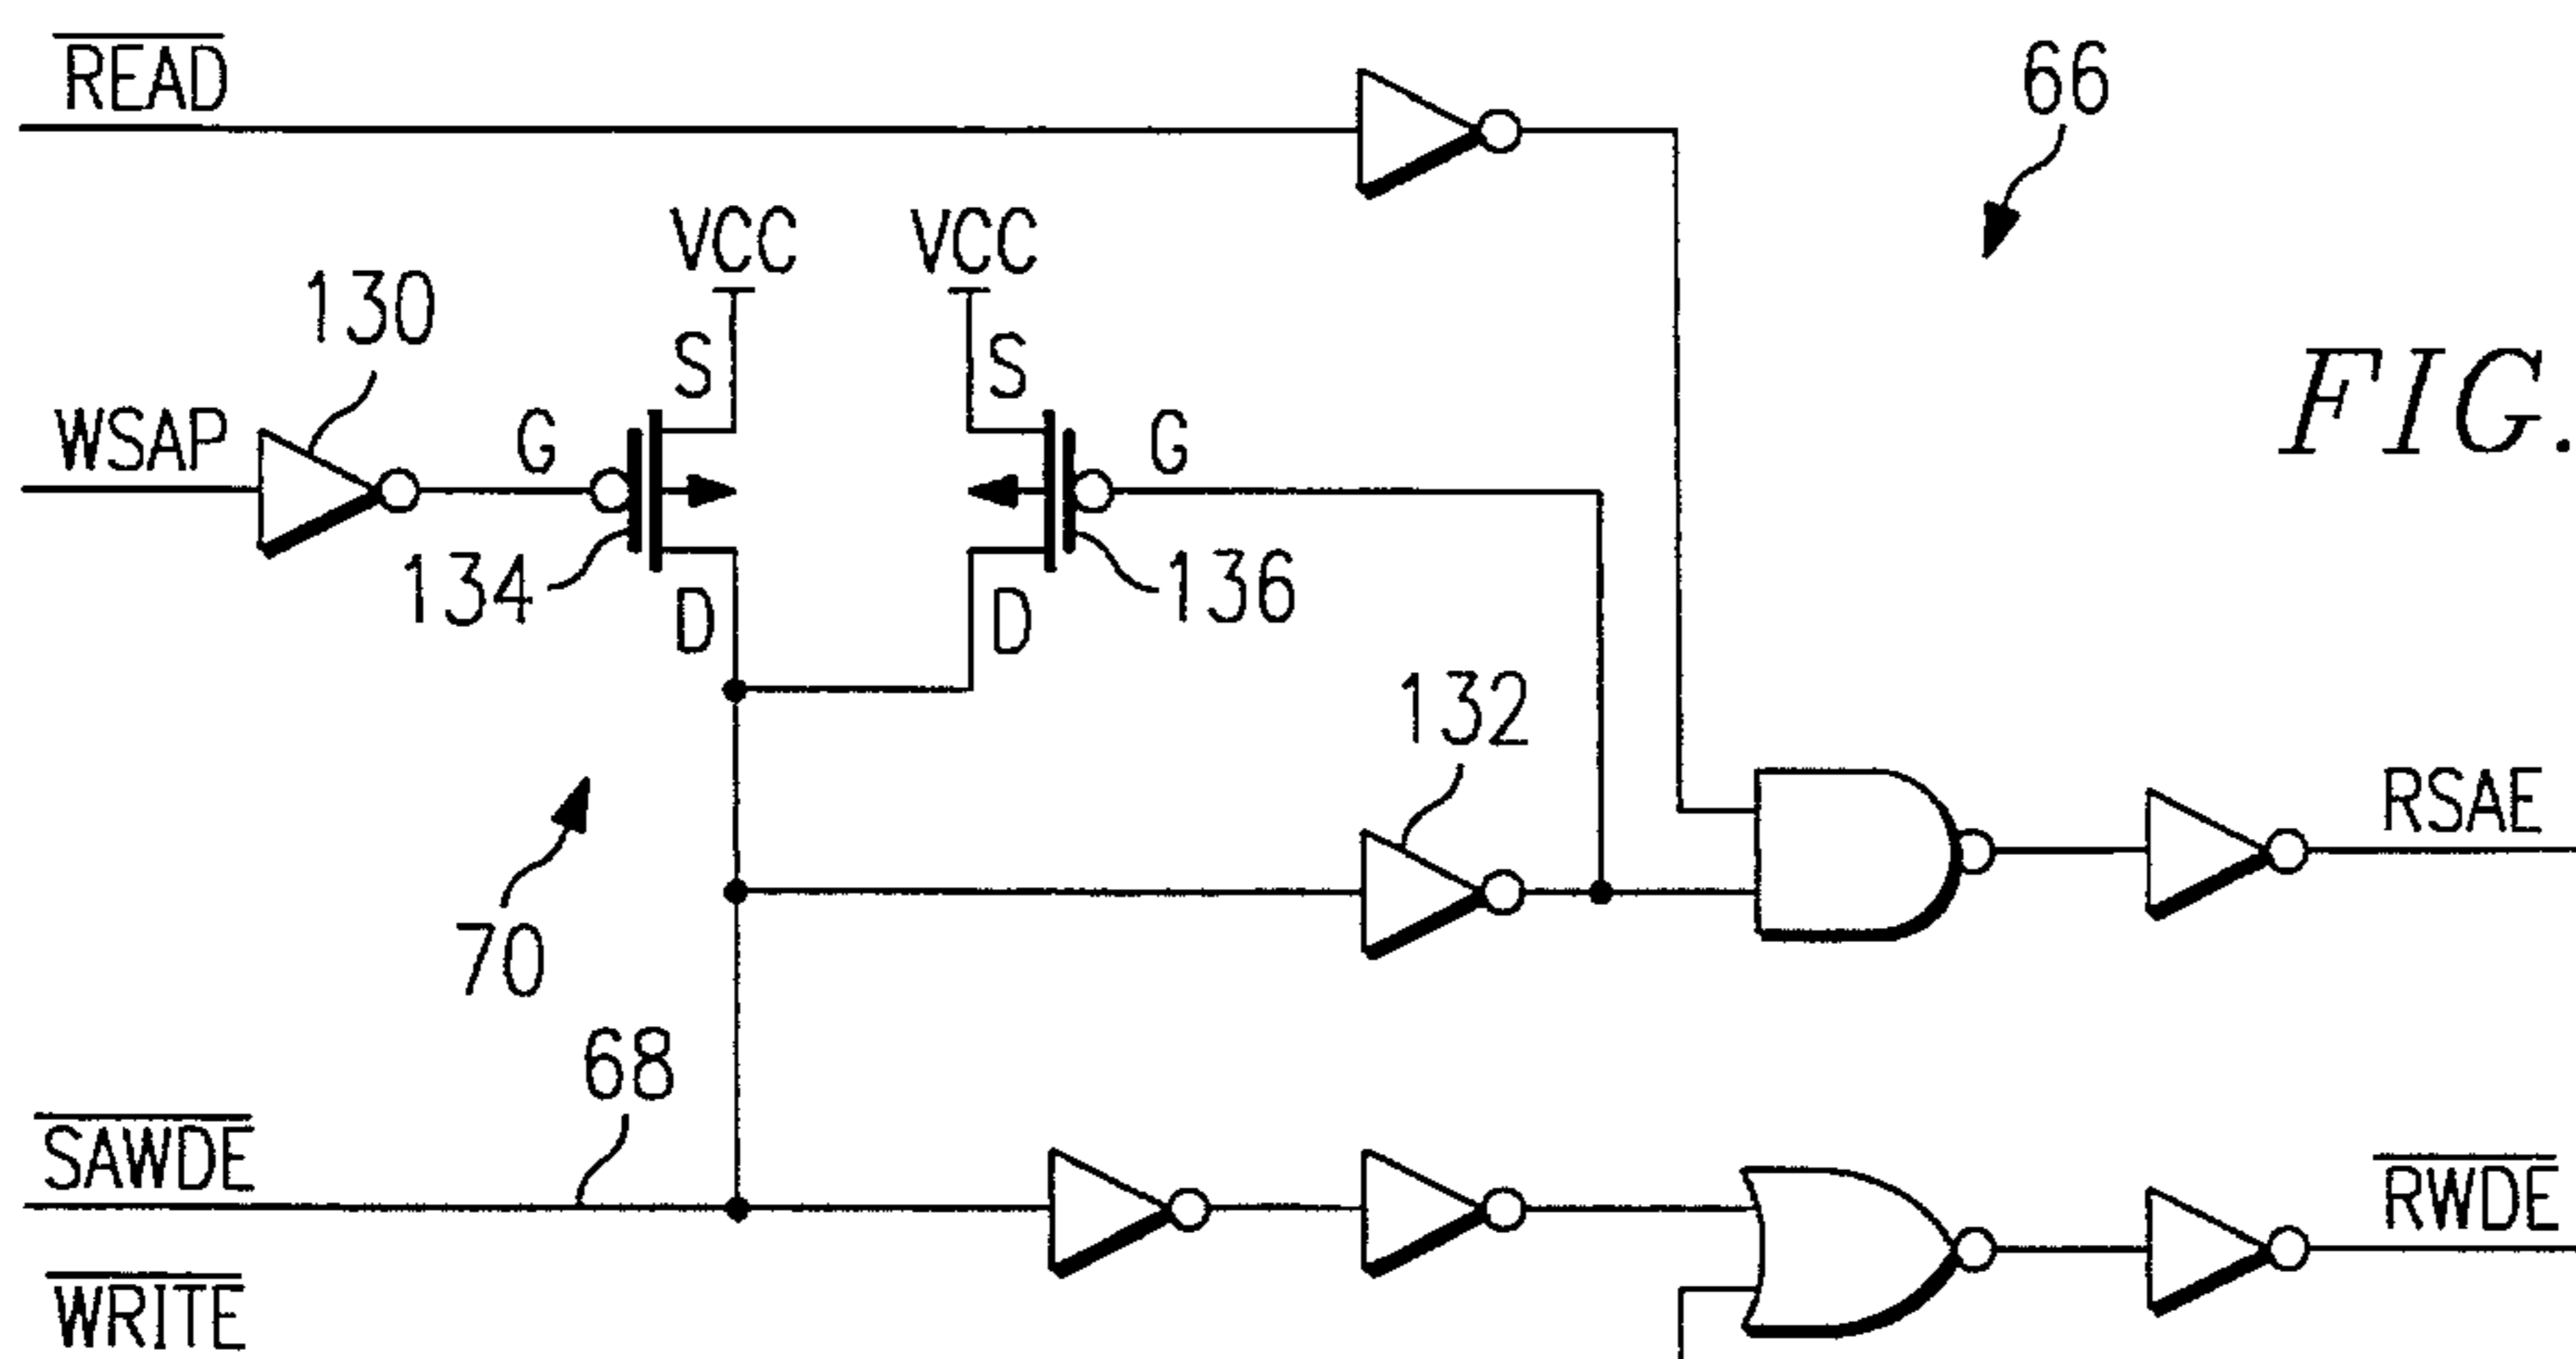 READ
66
VCC VCC
130
S S
WSAP G G
FIG.
134 136
D D
132
RSAE
70
68
SAWDE
RWDE
WRITE